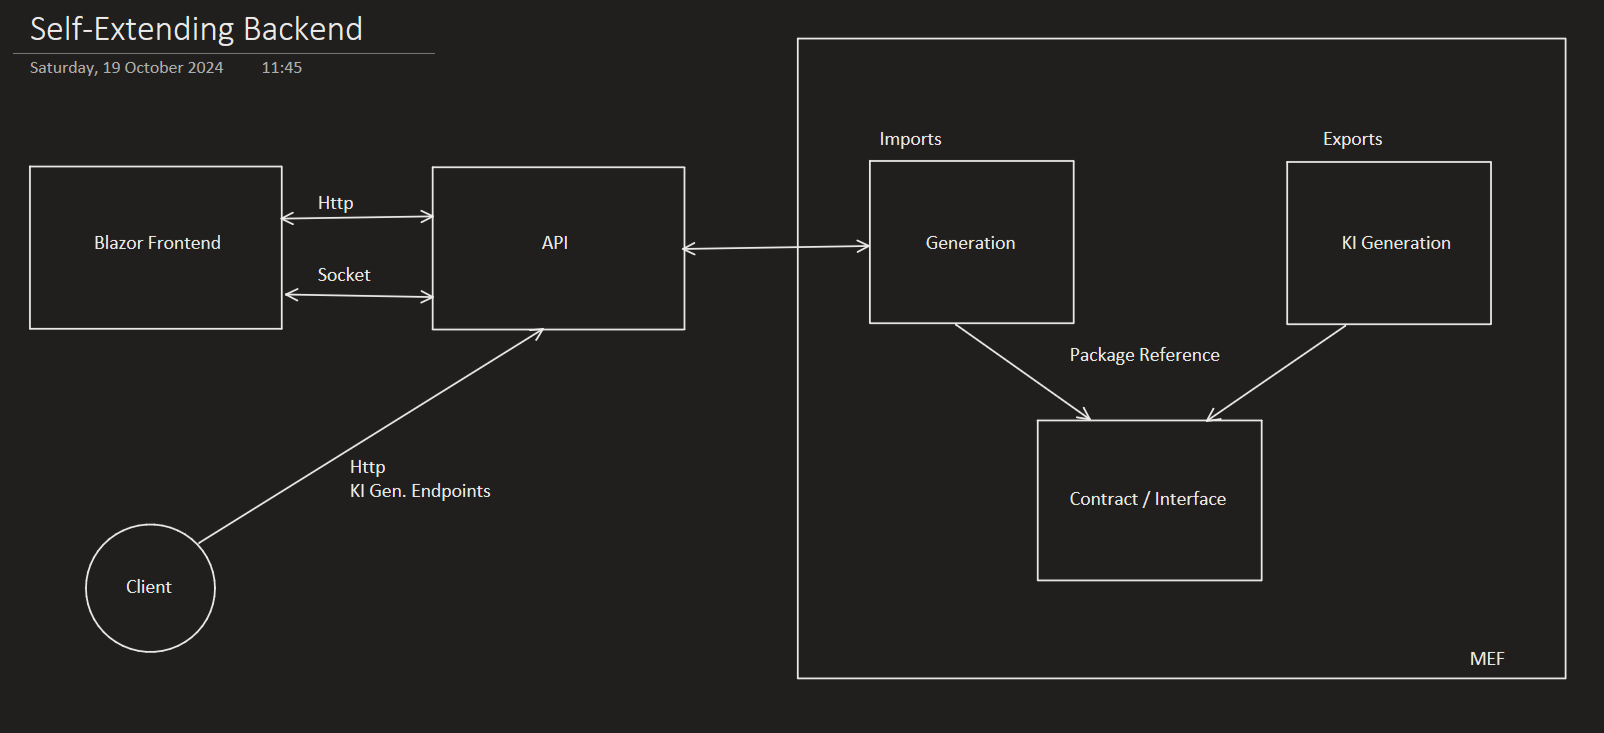 Self-Extending Backend
Saturday, 19 October 2024 11:45
Imports
Exports
Blazor Frontend
Http
Socket
API
Generation
KI Generation
Package Reference
Http
KI Gen. Endpoints
Contract / Interface
Client
MEF